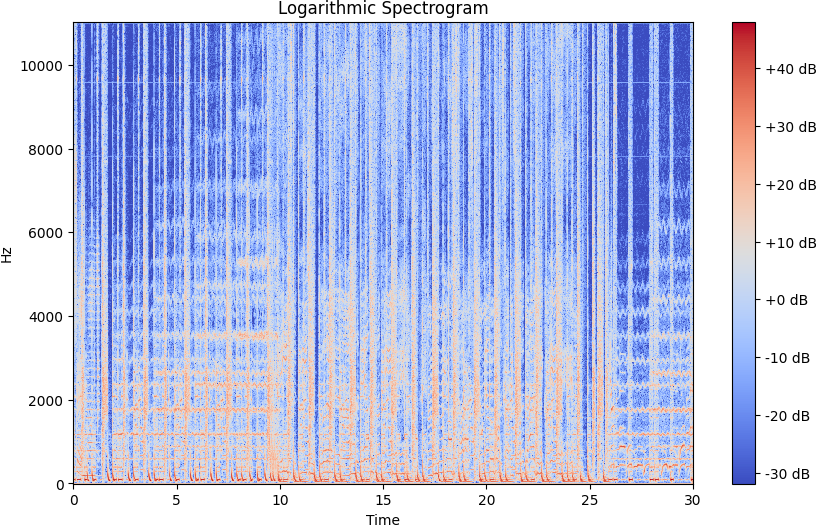 Logarithmic Spectrogram
10000
8000
6000
4000
2000
0
Hz
0 5 10 15 20 25 30
Time
+40 dB
+30 dB
+20 dB
+10 dB
+0 dB
-10 dB
-20 dB
-30 dB